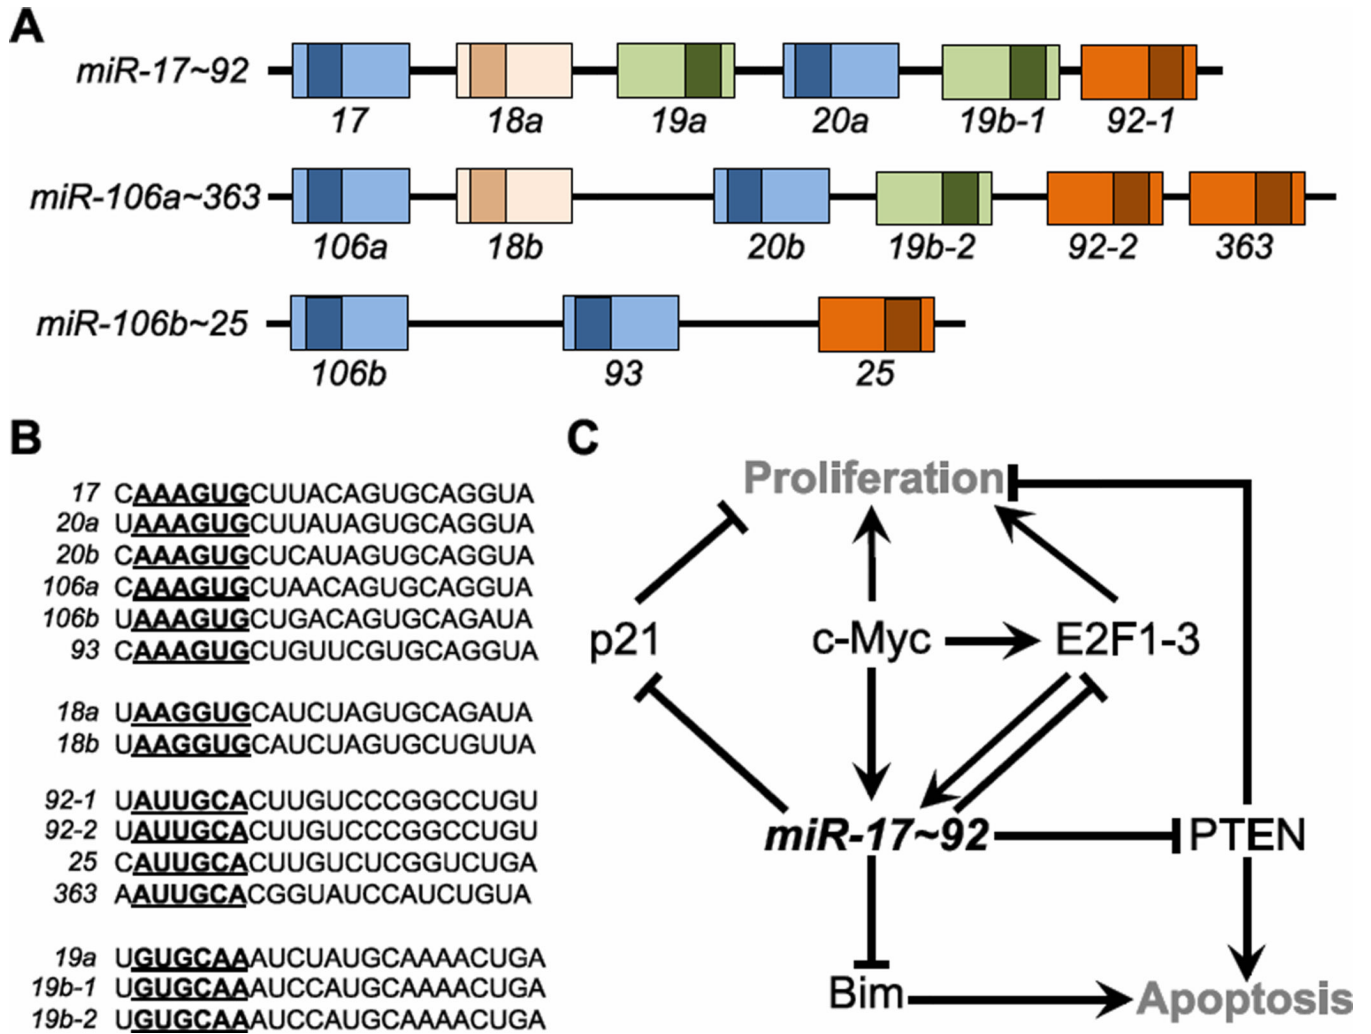 A
miR-17~92
17 18a 19a 20a 19b-1 92-1
miR-106a~363
106a 18b 20b 19b-2 92-2 363
miR-106b~25
106b 93 25
B
17 CAAAGUGCUUACAGUGCAGGUA
20a UAAAGUGCUUAUAGUGCAGGUA
20b CAAAGUGCUCAUAGUGCAGGUA
106a CAAAGUGCUAACAGUGCAGGUA
106b UAAAGUGCUGACAGUGCAGAUA
93 CAAAGUGCUGUUCGUGCAGGUA
18a UAAGGUGCAUCUAGUGCAGAUA
18b UAAGGUGCAUCUAGUGCUGUUA
92-1 UAUUGCACUUGUCCCGGCCUGU
92-2 UAUUGCACUUGUCCCGGCCUGU
25 CAUUGCACUUGUCUCGGUCUGA
363 AAUUGCACGGUAUCCAUCUGUA
19a UGUGCAAAUCUAUGCAAAACUGA
19b-1 UGUGCAAAUCCAUGCAAAACUGA
19b-2 UGUGCAAAUCCAUGCAAAACUGA
C
Proliferation
p21 c-Myc E2F1-3
miR-17~92 PTEN
Bim Apoptosis